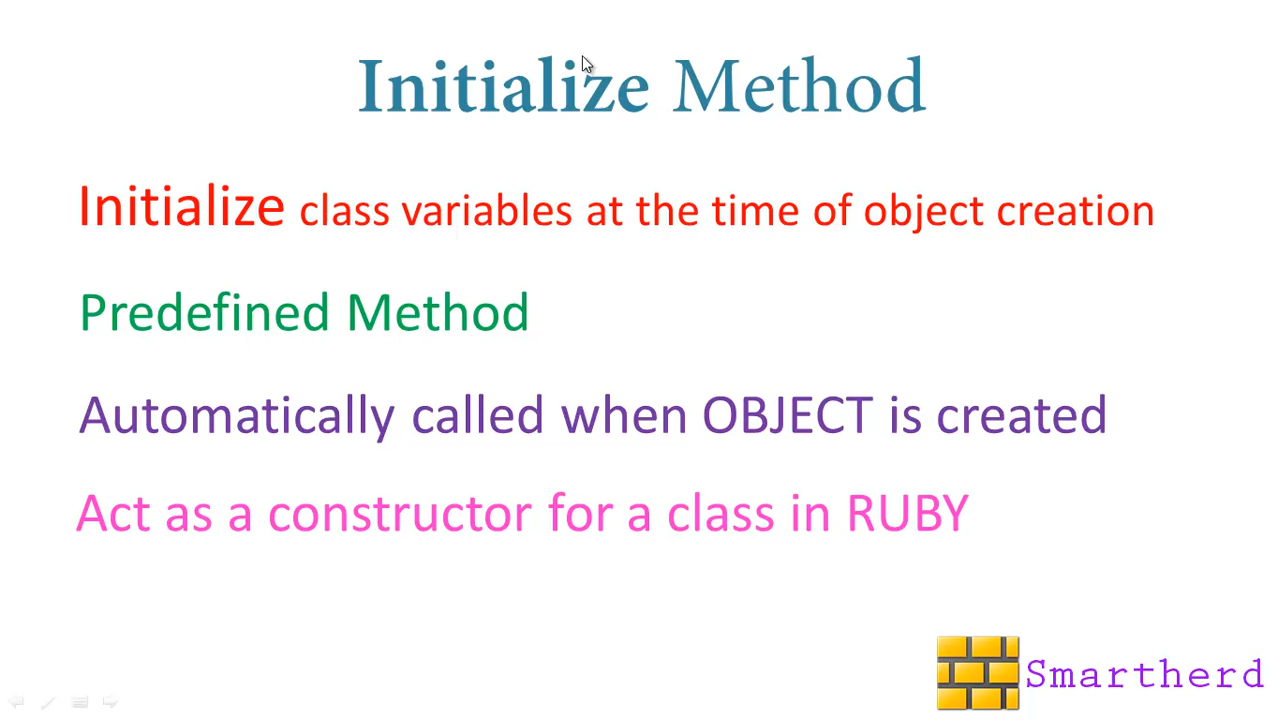 Initialize Method
Initialize class variables at the time of object creation
Predefined Method
Automatically called when OBJECT is created
Act as a constructor for a class in RUBY
Smartherd